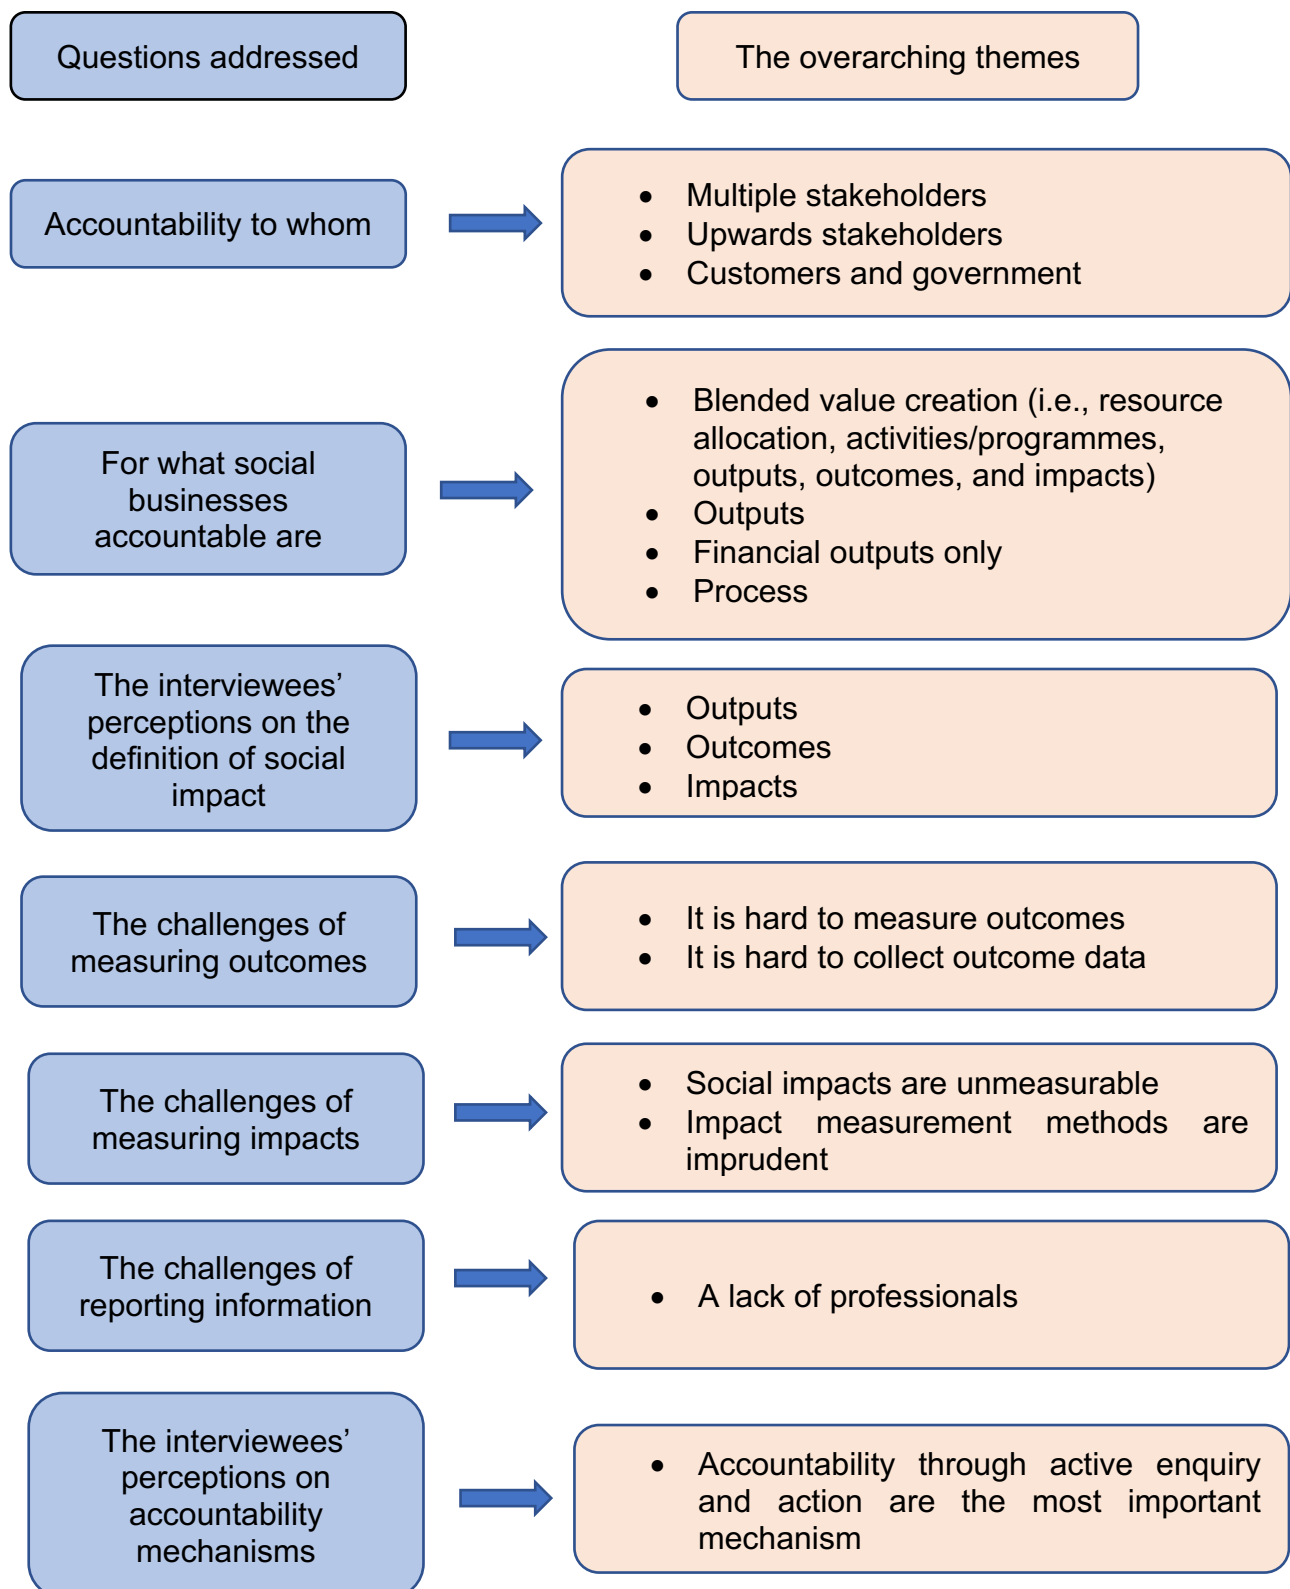 Questions addressed
The overarching themes
Accountability to whom
• Multiple stakeholders
• Upwards stakeholders
• Customers and government
For what social
businesses
accountable are
• Blended value creation (i.e., resource
allocation, activities/programmes,
outputs, outcomes, and impacts)
• Outputs
• Financial outputs only
• Process
The interviewees’
perceptions on the
definition of social
impact
• Outputs
• Outcomes
• Impacts
The challenges of
measuring outcomes
• It is hard to measure outcomes
• It is hard to collect outcome data
The challenges of
measuring impacts
• Social impacts are unmeasurable
• Impact measurement methods are
imprudent
The challenges of
reporting information
• A lack of professionals
The interviewees’
perceptions on
accountability
mechanisms
• Accountability through active enquiry
and action are the most important
mechanism